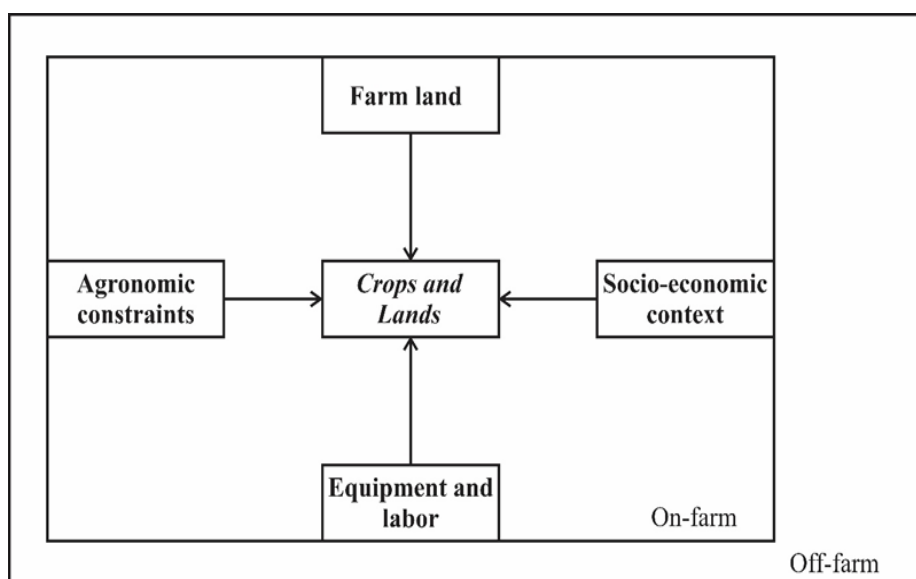 Farm land
Agronomic
constraints
Crops and
Lands
Socio-economic
context
Equipment and
labor
On-farm
Off-farm